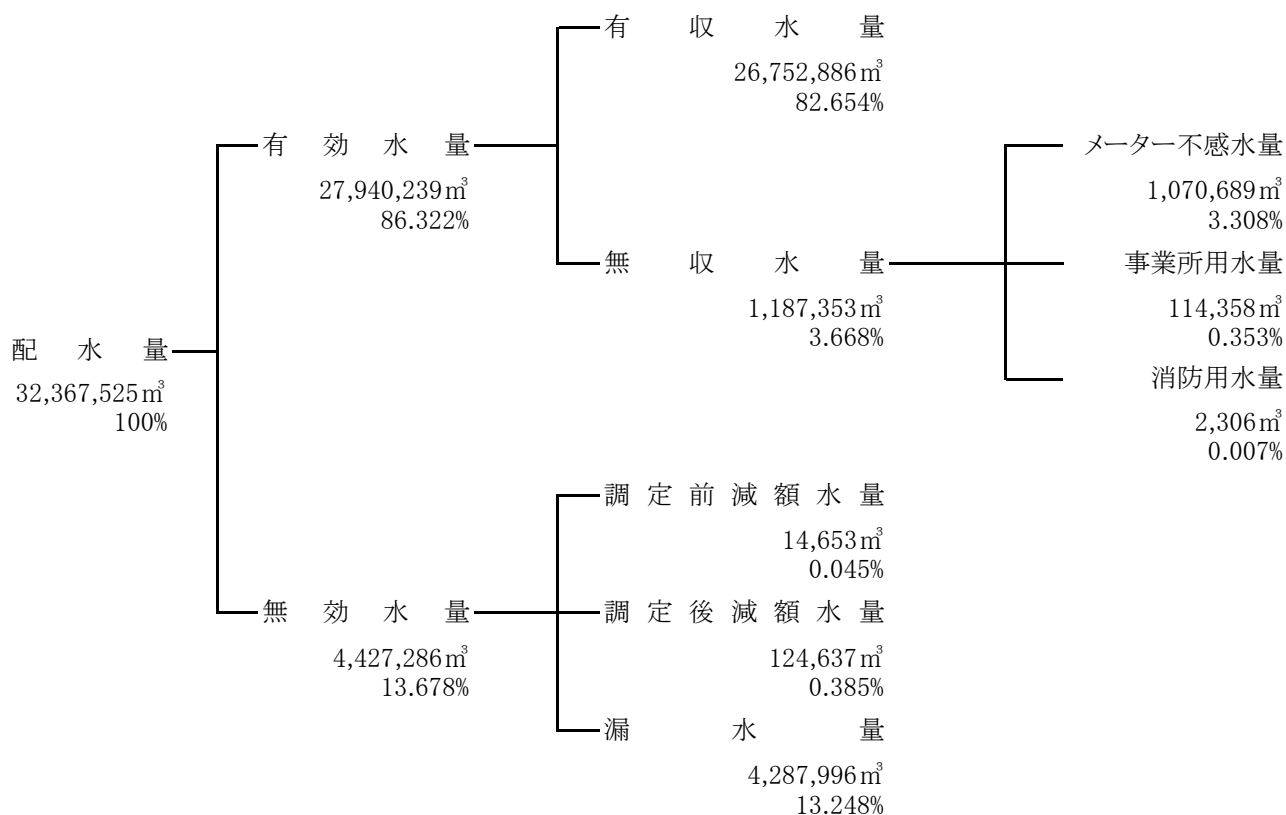 配水量
32,367,525㎥
100%
有効水量
27,940,239㎥
86.322%
有収水量
26,752,886㎥
82.654%
無収水量
1,187,353㎥
3.668%
メーター不感水量
1,070,689㎥
3.308%
事業所用水量
114,358㎥
0.353%
消防用水量
2,306㎥
0.007%
無効水量
4,427,286㎥
13.678%
調定前減額水量
14,653㎥
0.045%
調定後減額水量
124,637㎥
0.385%
漏水量
4,287,996㎥
13.248%